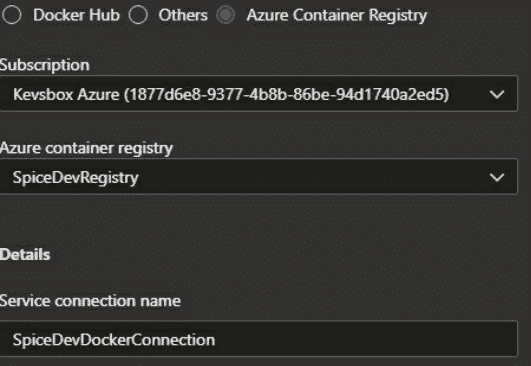 Docker Hub Others Azure Container Registry
Subscription
Kevsbox Azure (1877d6e8-9377-4b8b-86be-94d1740a2ed5)
Azure container registry
SpiceDevRegistry
Details
Service connection name
SpiceDevDockerConnection